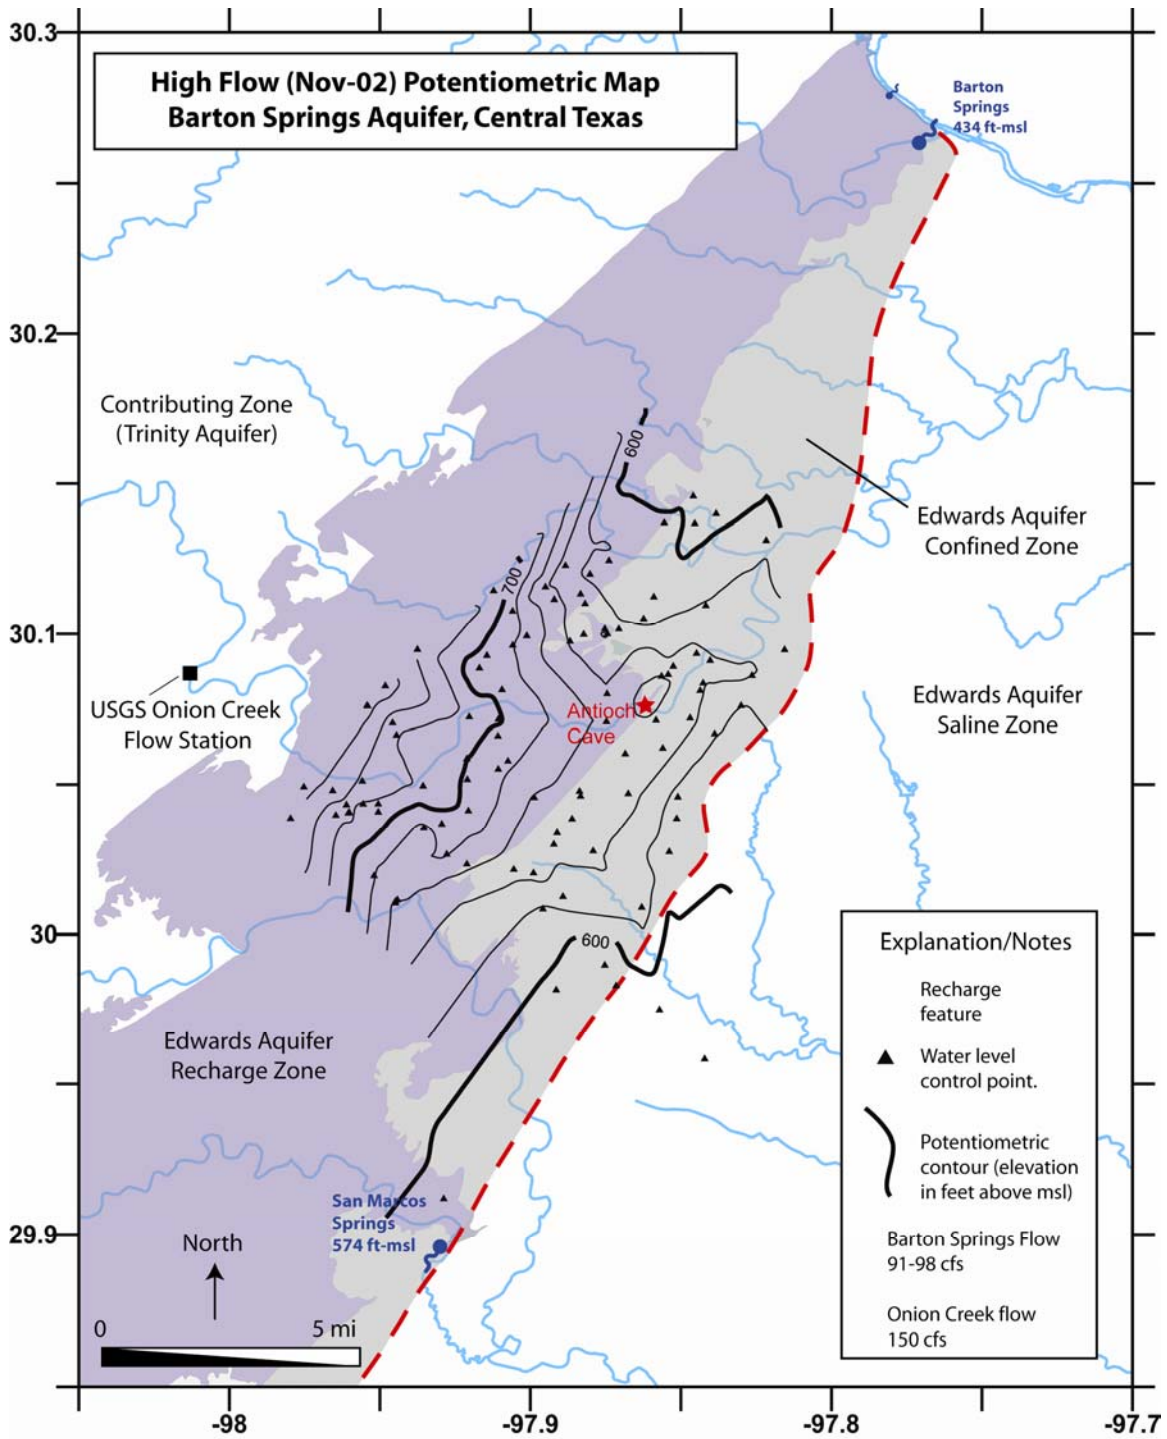 30.3
High Flow (Nov-02) Potentiometric Map
Barton Springs Aquifer, Central Texas
Barton
Springs
434 ft-msl
30.2
Contributing Zone
(Trinity Aquifer)
600
Edwards Aquifer
Confined Zone
700
30.1
USGS Onion Creek
Flow Station
Antioch
Cave
Edwards Aquifer
Saline Zone
30
600
Explanation/Notes
Recharge
feature
Water level
control point.
Potentiometric
contour (elevation
in feet above msl)
Barton Springs Flow
91-98 cfs
Onion Creek flow
150 cfs
Edwards Aquifer
Recharge Zone
San Marcos
Springs
574 ft-msl
29.9
North
0 5 mi
-98 -97.9 -97.8 -97.7